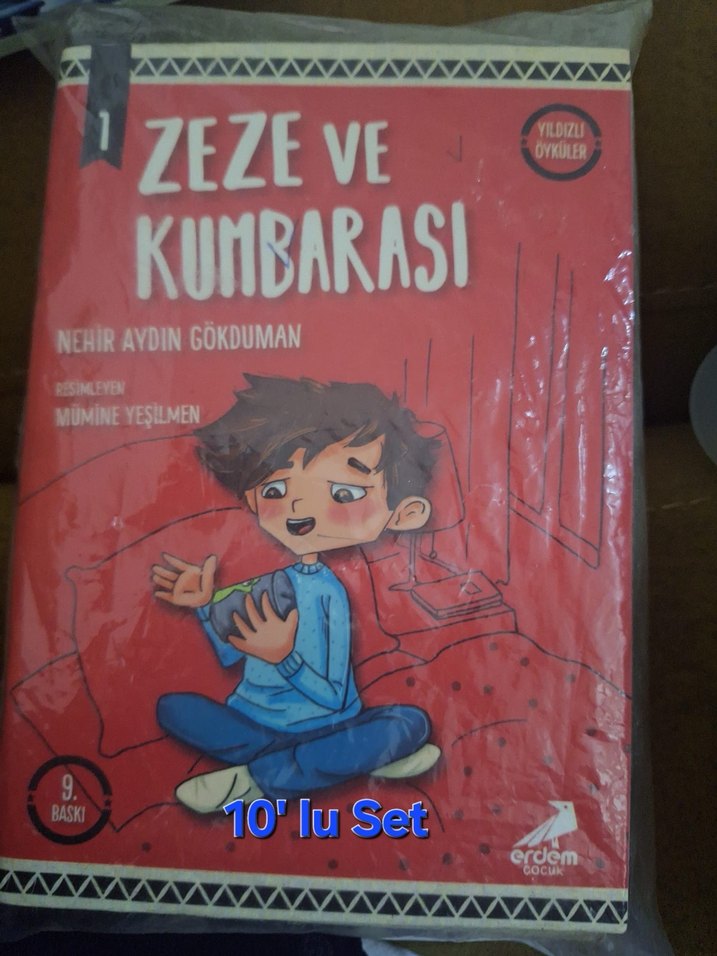 1
ZEZE VE
KUMBARASI
YILDIZLI
ÖYKÜLER
NEHİR AYDIN GÖKDUMAN
RESİMLEYEN
MÜMİNE YEŞİLMEN
9.
BASKI
10' lu Set
erdem
çocuk